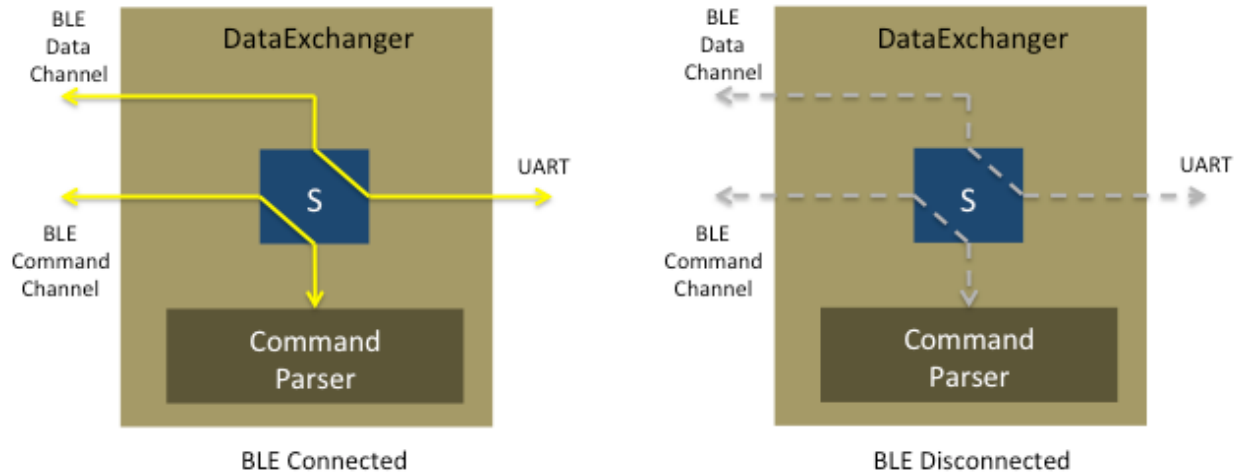 BLE
Data
Channel
DataExchanger
S
UART
BLE
Command
Channel
Command
Parser
BLE Connected
BLE
Data
Channel
DataExchanger
S
UART
BLE
Command
Channel
Command
Parser
BLE Disconnected